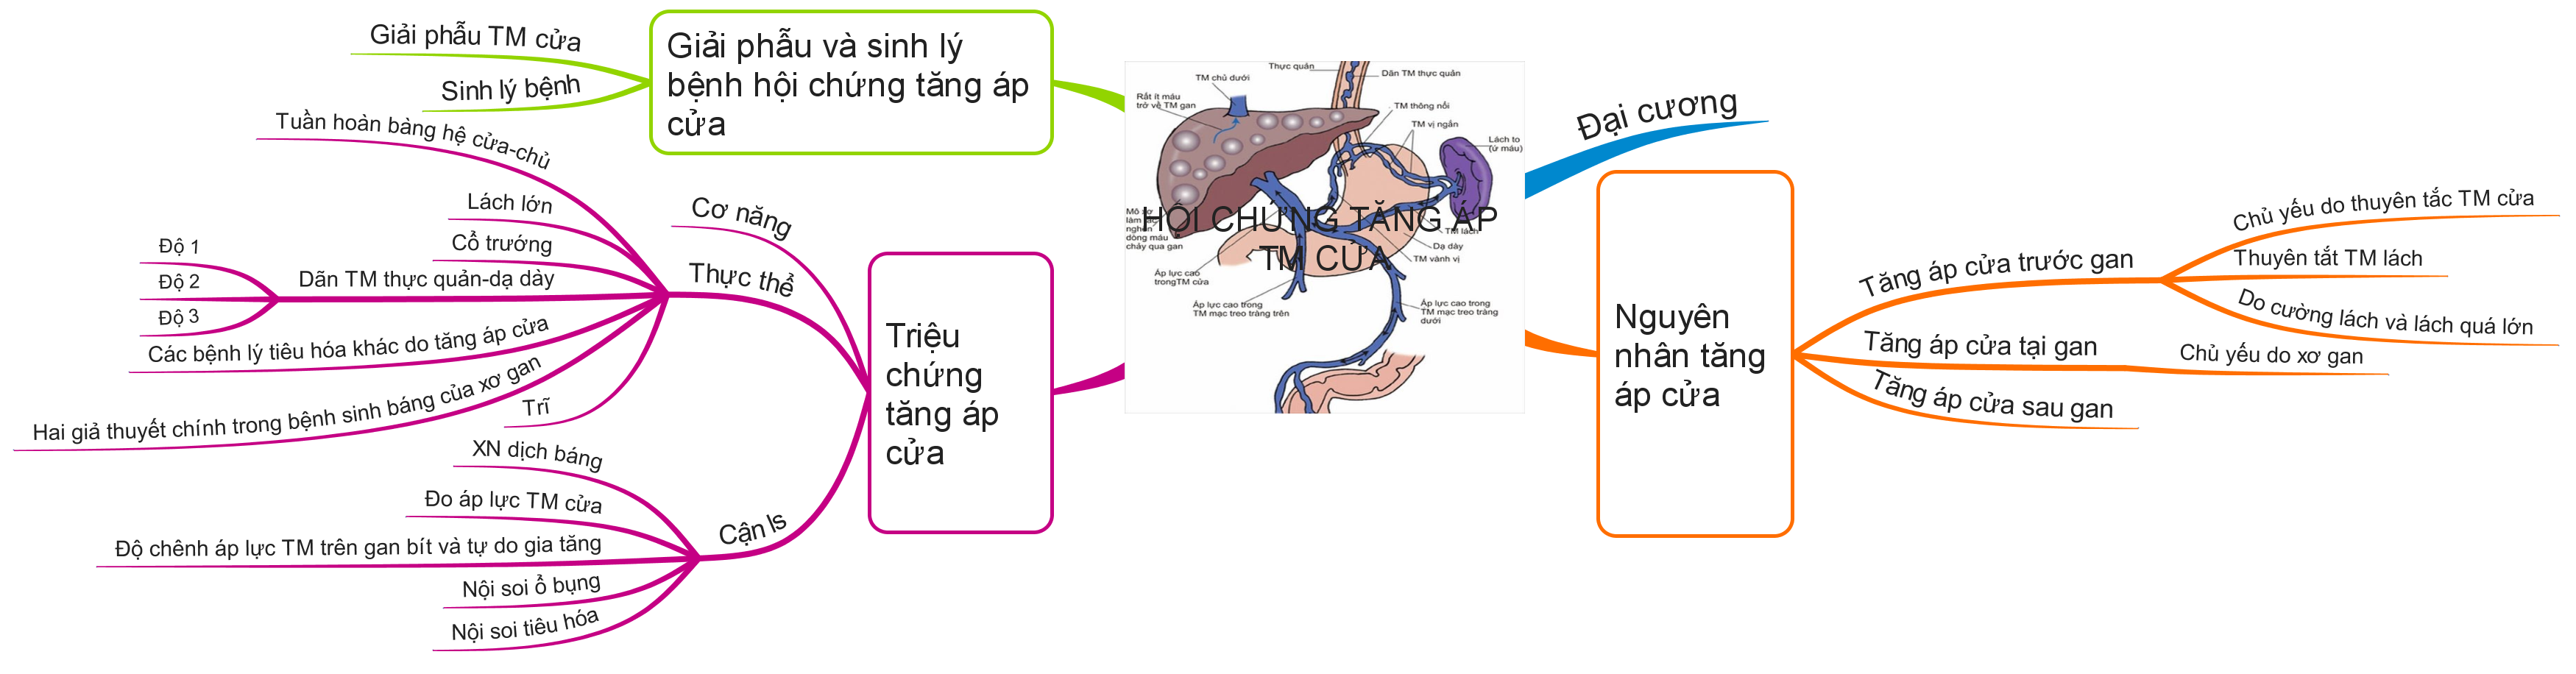 Giải phẫu TM cửa
Sinh lý bệnh
Giải phẫu và sinh lý
bệnh hội chứng tăng áp
cửa
Tuần hoàn bàng hệ cửa-chủ
Lách lớn
Cổ trướng
Độ 1
Độ 2
Độ 3
Dãn TM thực quản-dạ dày
Các bệnh lý tiêu hóa khác do tăng áp cửa
Hai giả thuyết chính trong bệnh sinh báng của xơ gan
Trĩ
Cơ năng
Thực thể
XN dịch báng
Đo áp lực TM cửa
Độ chênh áp lực TM trên gan bít và tự do gia tăng
Nội soi ổ bụng
Nội soi tiêu hóa
Cận ls
Triệu
chứng
tăng áp
cửa
Thực quản
TM chủ dưới
Dãn TM thực quản
Rất ít máu
trở về TM gan
TM thông nối
TM vị ngắn
Lách to
(ứ máu)
Mô xơ
làm
nghẽn
dòng máu
chảy qua gan
HỘI CHỨNG TĂNG ÁP
TM CỬA
TM lách
Dạ dày
TM vành vị
Áp lực cao
trongTM cửa
Áp lực cao trong
TM mạc treo tràng trên
Áp lực cao trong
TM mạc treo tràng
dưới
Đại cương
Nguyên
nhân tăng
áp cửa
Tăng áp cửa trước gan
Chủ yếu do thuyên tắc TM cửa
Thuyên tắt TM lách
Do cường lách và lách quá lớn
Tăng áp cửa tại gan
Chủ yếu do xơ gan
Tăng áp cửa sau gan